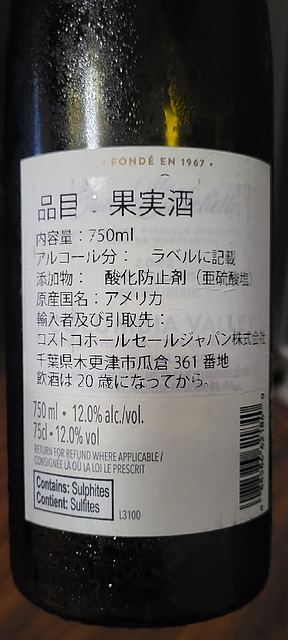 • FONDÉ EN 1967 •
品目：果実酒
内容量：750ml
アルコール分： ラベルに記載
添加物： 酸化防止剤（亜硫酸塩）
原産国名：アメリカ
輸入者及び引取先：
コストコホールセールジャパン株式会社
千葉県木更津市瓜倉 361 番地
飲酒は 20 歳になってから。
750 ml • 12.0% alc./vol.
75cl • 12.0% vol
RETURN FOR REFUND WHERE APPLICABLE /
CONSIGNÉE LÀ OÙ LA LOI LE PRESCRIT
Contains: Sulphites
Contient: Sulfites
L3100